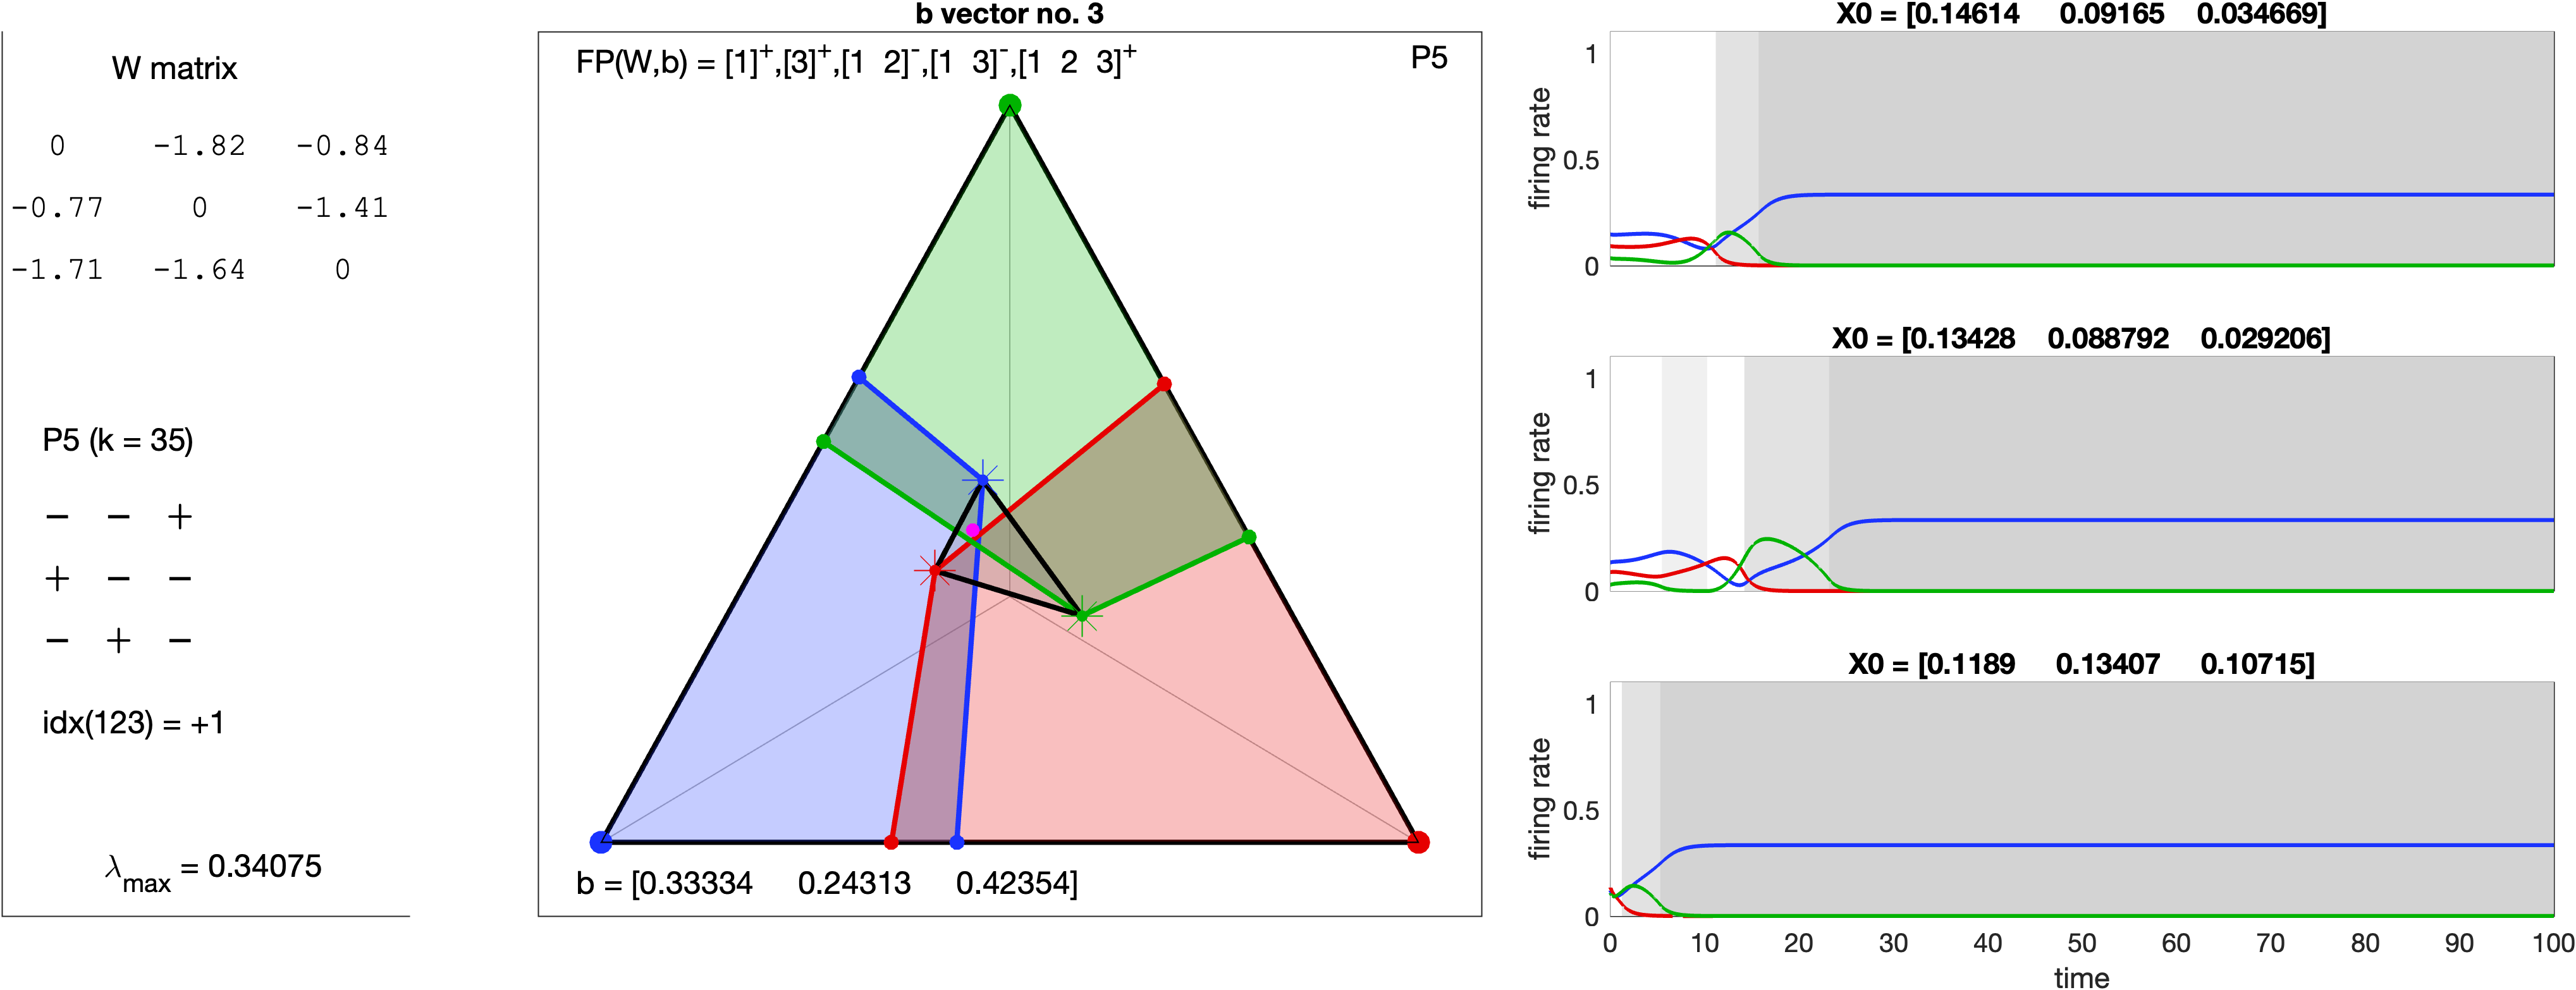 W matrix
0 -1.82 -0.84
-0.77 0 -1.41
-1.71 -1.64 0
P5 (k = 35)
− − +
+ − −
− + −
idx(123) = +1
λmax = 0.34075
b vector no. 3
FP(W,b) = [1]⁺,[3]⁺,[1 2]⁻,[1 3]⁻,[1 2 3]⁺
P5
b = [0.33334 0.24313 0.42354]
X0 = [0.14614 0.09165 0.034669]
firing rate
1
0.5
0
X0 = [0.13428 0.088792 0.029206]
firing rate
1
0.5
0
X0 = [0.1189 0.13407 0.10715]
firing rate
1
0.5
0
0 10 20 30 40 50 60 70 80 90 100
time